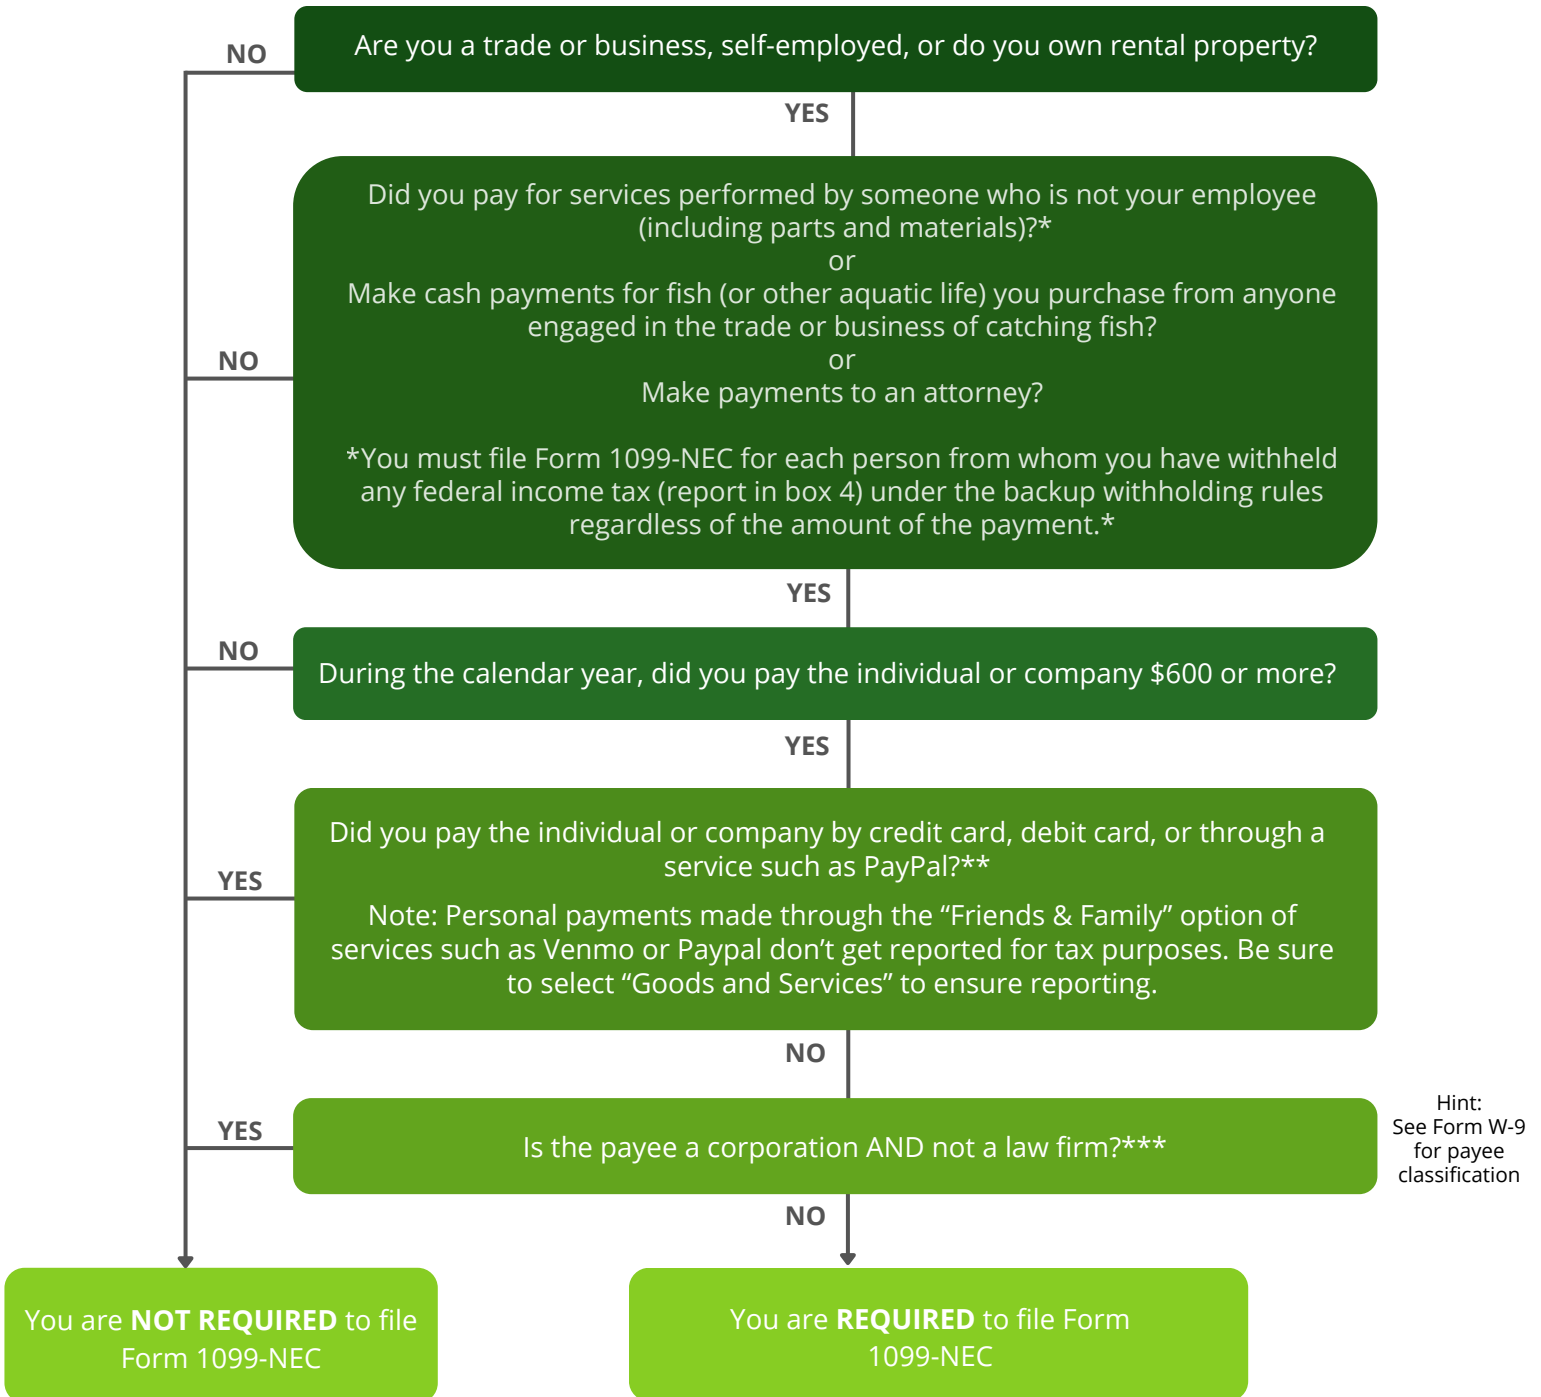 NO
Are you a trade or business, self-employed, or do you own rental property?
YES
Did you pay for services performed by someone who is not your employee
(including parts and materials)?*
or
Make cash payments for fish (or other aquatic life) you purchase from anyone
engaged in the trade or business of catching fish?
or
NO
Make payments to an attorney?
*You must file Form 1099-NEC for each person from whom you have withheld
any federal income tax (report in box 4) under the backup withholding rules
regardless of the amount of the payment.*
YES
NO
During the calendar year, did you pay the individual or company $600 or more?
YES
Did you pay the individual or company by credit card, debit card, or through a
service such as PayPal?**
YES
Note: Personal payments made through the “Friends & Family” option of
services such as Venmo or Paypal don’t get reported for tax purposes. Be sure
to select “Goods and Services” to ensure reporting.
NO
YES
Is the payee a corporation AND not a law firm?***
Hint:
See Form W-9
for payee
classification
NO
You are NOT REQUIRED to file
Form 1099-NEC
You are REQUIRED to file Form
1099-NEC